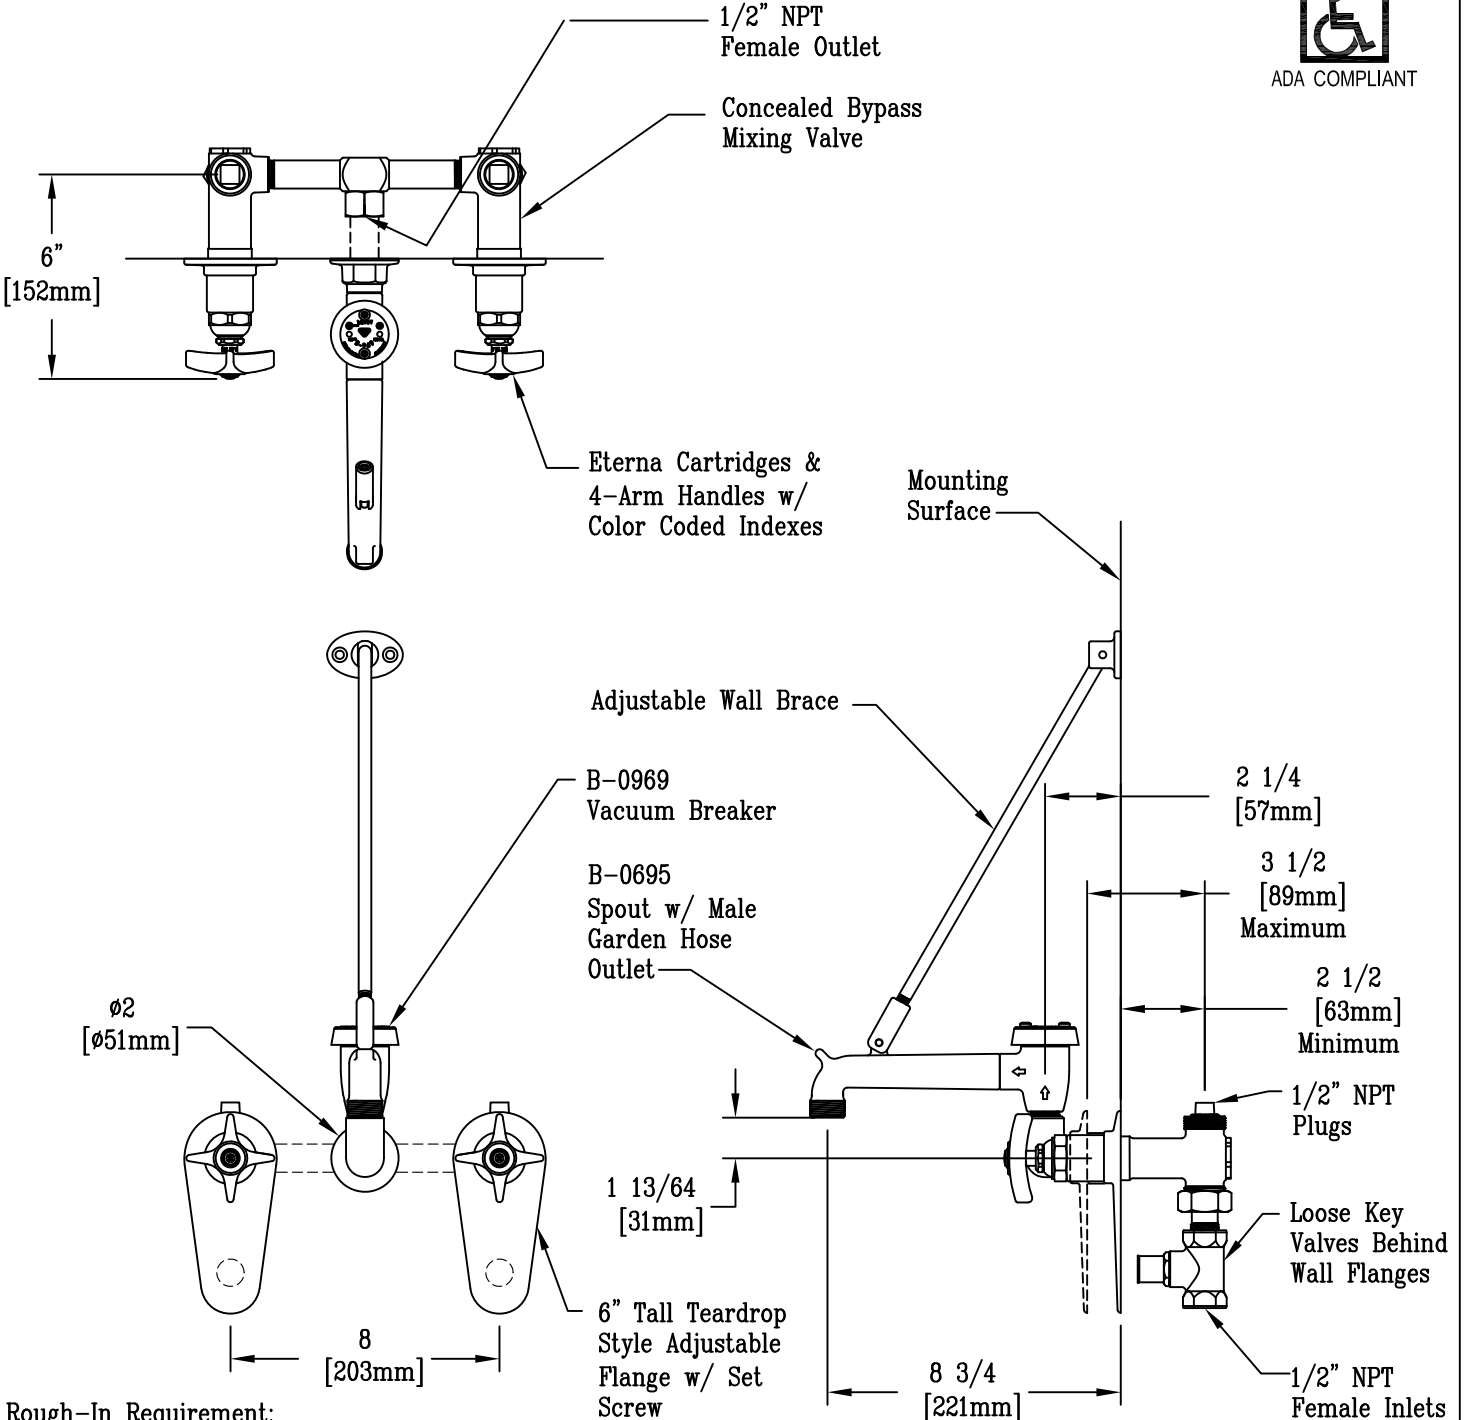 1/2" NPT
Female Outlet
ADA COMPLIANT
Concealed Bypass
Mixing Valve
6"
[152mm]
Eterna Cartridges &
4-Arm Handles w/
Color Coded Indexes
Mounting
Surface
Adjustable Wall Brace
B-0969
Vacuum Breaker
2 1/4
[57mm]
B-0695
Spout w/ Male
Garden Hose
Outlet
3 1/2
[89mm]
Maximum
2 1/2
[63mm]
Minimum
ø2
[ø51mm]
1/2" NPT
Plugs
1 13/64
[31mm]
Loose Key
Valves Behind
Wall Flanges
6" Tall Teardrop
Style Adjustable
Flange w/ Set
Screw
8
[203mm]
8 3/4
[221mm]
1/2" NPT
Female Inlets
Rough-In Requirement: